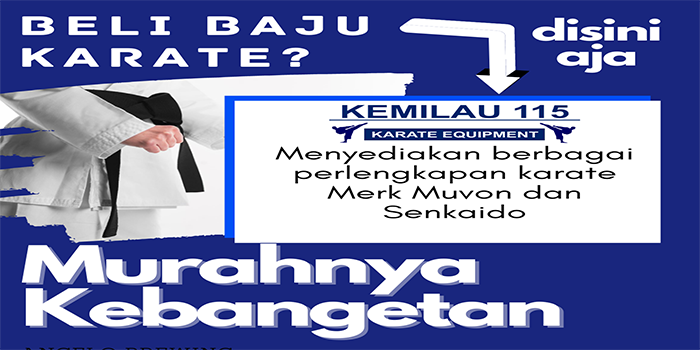 BELI BAJU
KARATE?
disini
aja
KEMILAU 115
KARATE EQUIPMENT
Menyediakan berbagai
perlengkapan karate
Merk Muvon dan
Senkaido
Murahnya
Kebangetan